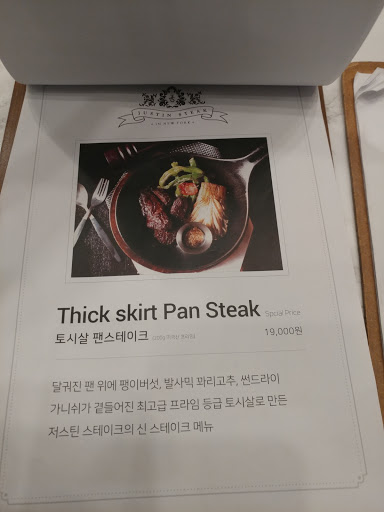 JUSTIN STEAK
IN NEW YORK
Thick skirt Pan Steak Spcial Price
토시살 팬스테이크 19,000원
달궈진 팬 위에 팽이버섯, 발사믹 꽈리고추, 썬드라이
가니쉬가 곁들어진 최고급 프라임 등급 토시살로 만든
저스틴 스테이크의 신 스테이크 메뉴